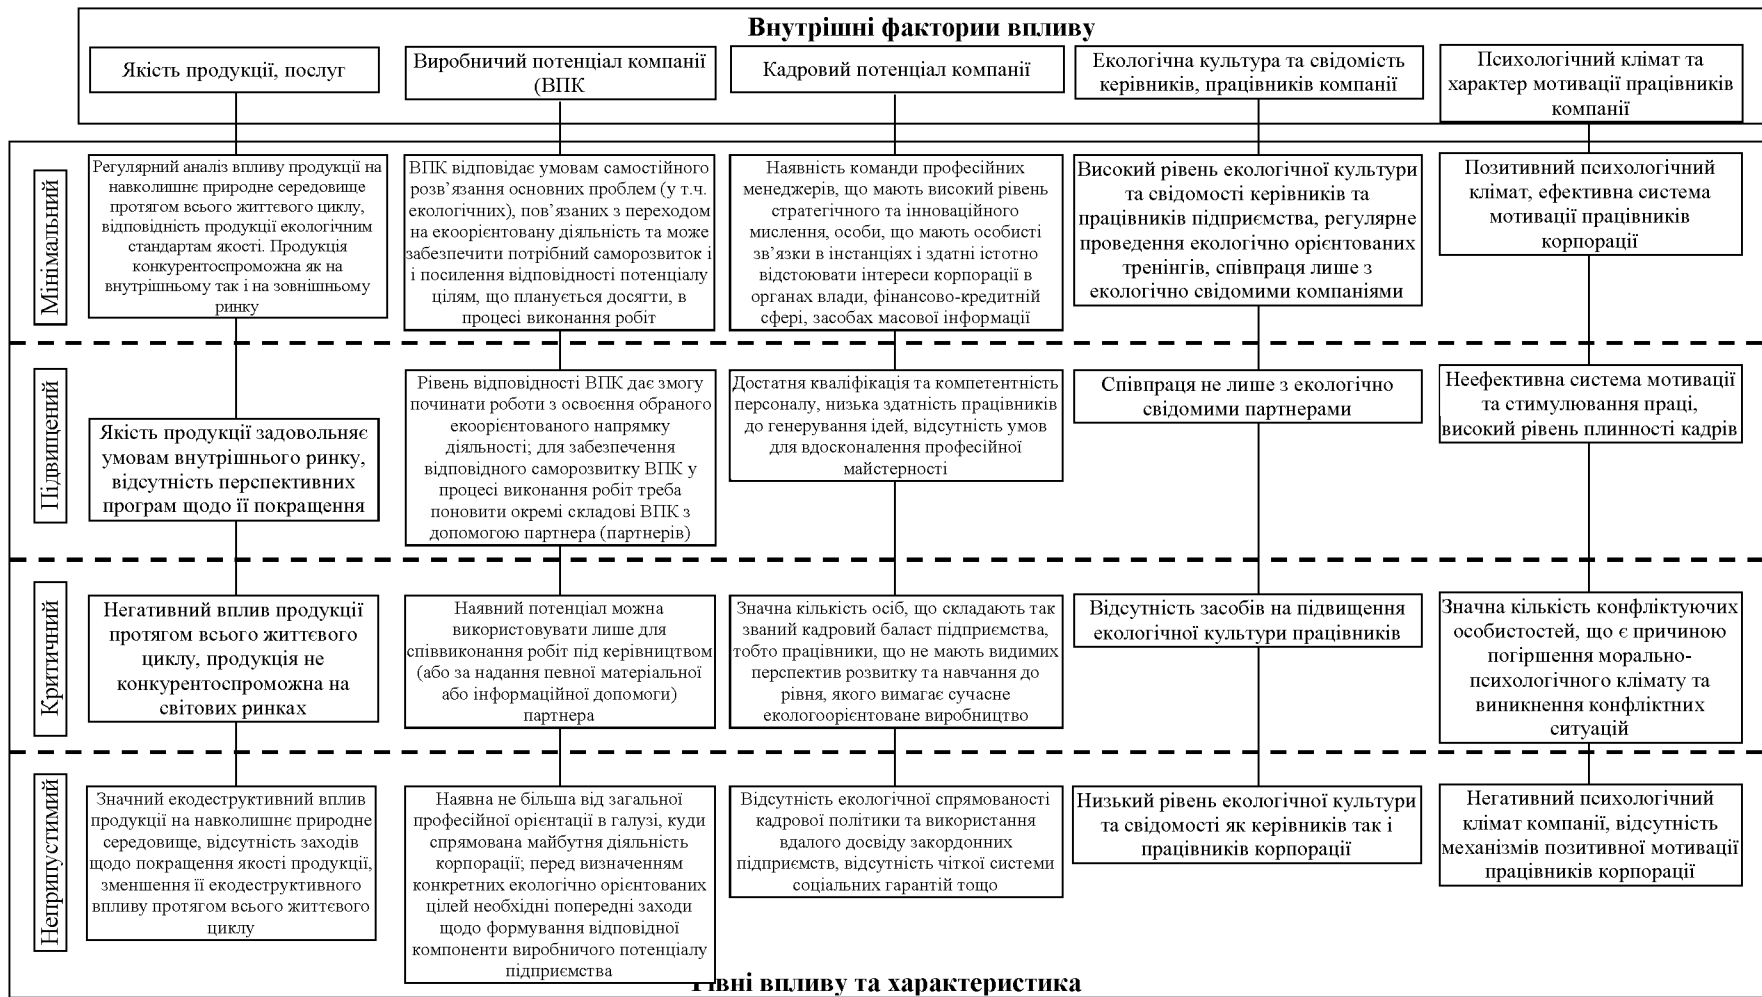 Внутрішні фактории впливу
Якість продукції, послуг
Виробничий потенціал компанії
(ВПК
Кадровий потенціал компанії
Екологічна культура та свідомість
керівників, працівників компанії
Психологічний клімат та
характер мотивації працівників
компанії
Мінімальний
Регулярний аналіз впливу продукції на
навколишнє природне середовище
протягом всього життєвого циклу,
відповідність продукції екологічним
стандартам якості. Продукція
конкурентоспроможна як на
внутрішньому так і на зовнішньому
ринку
ВПК відповідає умовам самостійного
розв’язання основних проблем (у т.ч.
екологічних), пов’язаних з переходом
на екоорієнтовану діяльність та може
забезпечити потрібний саморозвиток і
і посилення відповідності потенціалу
цілям, що планується досягти, в
процесі виконання робіт
Наявність команди професійних
менеджерів, що мають високий рівень
стратегічного та інноваційного
мислення, особи, що мають особисті
зв’язки в інстанціях і здатні істотно
відстоювати інтереси корпорації в
органах влади, фінансово-кредитній
сфері, засобах масової інформації
Високий рівень екологічної культури
та свідомості керівників та
працівників підприємства, регулярне
проведення екологічно орієнтованих
тренінгів, співпраця лише з
екологічно свідомими компаніями
Позитивний психологічний
клімат, ефективна система
мотивації працівників
корпорації
Підвищений
Якість продукції задовольняє
умовам внутрішнього ринку,
відсутність перспективних
програм щодо її покращення
Рівень відповідності ВПК дає змогу
починати роботи з освоєння обраного
екоорієнтованого напрямку
діяльності; для забезпечення
відповідного саморозвитку ВПК у
процесі виконання робіт треба
поновити окремі складові ВПК з
допомогою партнера (партнерів)
Достатня кваліфікація та компетентність
персоналу, низька здатність працівників
до генерування ідей, відсутність умов
для вдосконалення професійної
майстерності
Співпраця не лише з екологічно
свідомими партнерами
Неефективна система мотивації
та стимулювання праці,
високий рівень плинності кадрів
Критичний
Негативний вплив продукції
протягом всього життєвого
циклу, продукція не
конкурентоспроможна на
світових ринках
Наявний потенціал можна
використовувати лише для
співвиконання робіт під керівництвом
(або за надання певної матеріальної
або інформаційної допомоги)
партнера
Значна кількість осіб, що складають так
званий кадровий баласт підприємства,
тобто працівники, що не мають видимих
перспектив розвитку та навчання до
рівня, якого вимагає сучасне
екологоорієнтоване виробництво
Відсутність засобів на підвищення
екологічної культури працівників
Значна кількість конфліктуючих
особистостей, що є причиною
погіршення морально-
психологічного клімату та
виникнення конфліктних
ситуацій
Неприпустимий
Значний екодеструктивний вплив
продукції на навколишнє природне
середовище, відсутність заходів
щодо покращення якості продукції,
зменшення її екодеструктивного
впливу протягом всього життєвого
циклу
Наявна не більша від загальної
професійної орієнтації в галузі, куди
спрямована майбутня діяльність
корпорації; перед визначенням
конкретних екологічно орієнтованих
цілей необхідні попередні заходи
щодо формування відповідної
компоненти виробничого потенціалу
підприємства
Відсутність екологічної спрямованості
кадрової політики та використання
вдалого досвіду закордонних
підприємств, відсутність чіткої системи
соціальних гарантій тощо
Низький рівень екологічної культури
та свідомості як керівників так і
працівників корпорації
Негативний психологічний
клімат компанії, відсутність
механізмів позитивної мотивації
працівників корпорації
Рівні впливу та характеристика